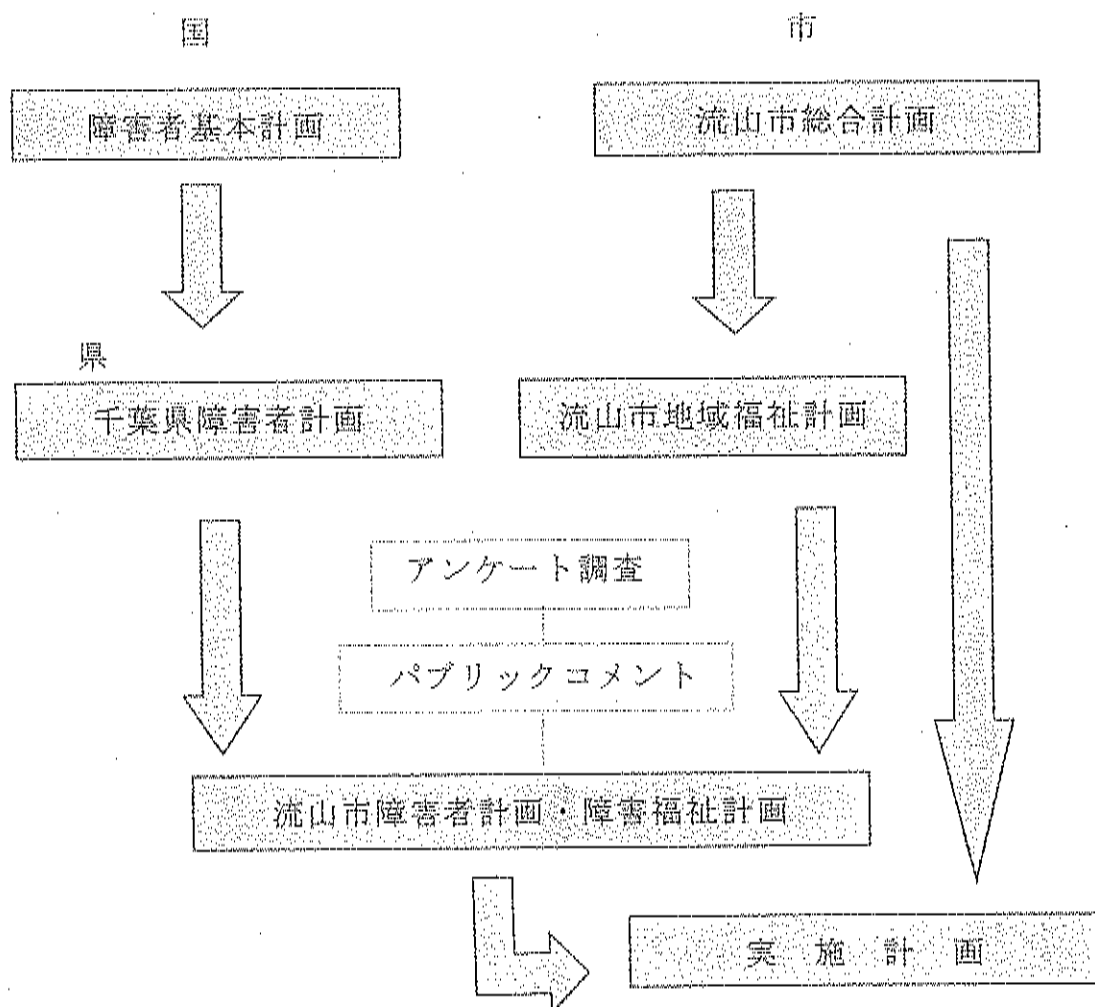 国
市
障害者基本計画
流山市総合計画
県
千葉県障害者計画
流山市地域福祉計画
アンケート調査
パブリックコメント
流山市障害者計画・障害福祉計画
実施計画